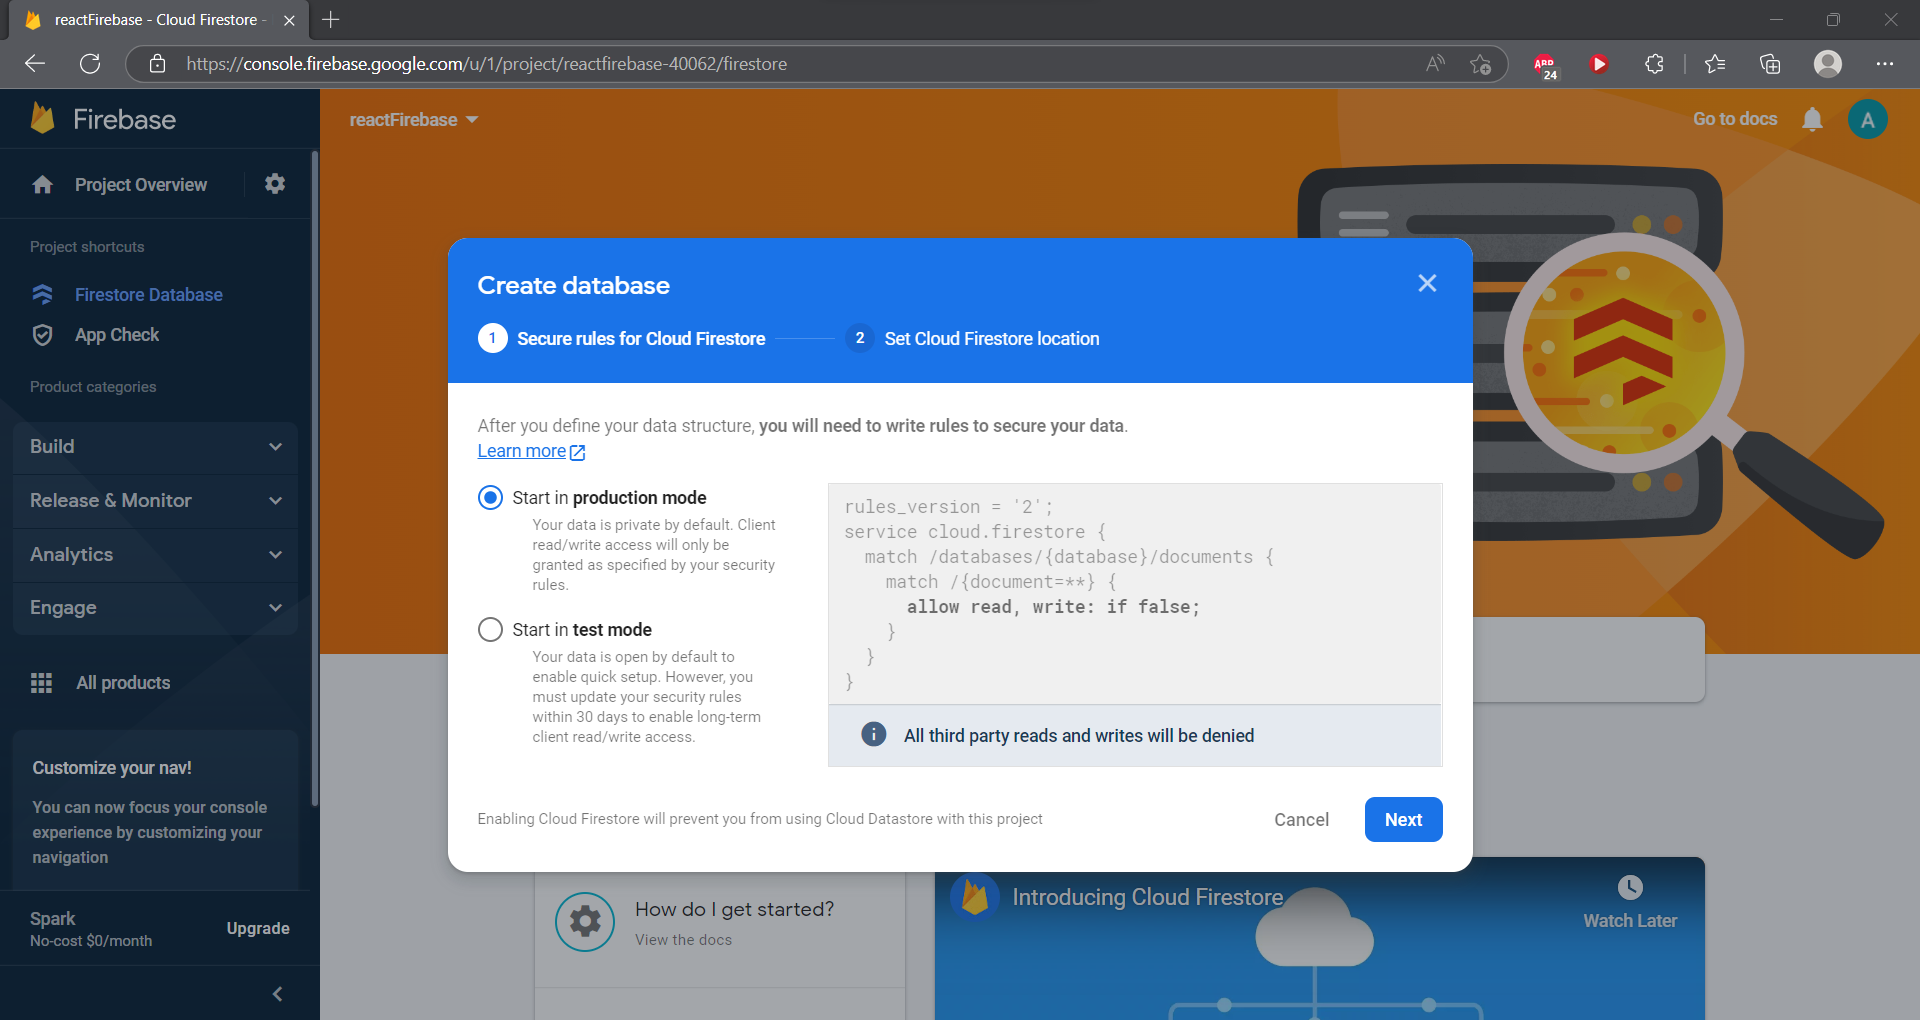 reactFirebase - Cloud Firestore -
https://console.firebase.google.com/u/1/project/reactfirebase-40062/firestore
ABP
24
Firebase
reactFirebase
Go to docs
A
Project Overview
Project shortcuts
Firestore Database
App Check
Product categories
Build
Release & Monitor
Analytics
Engage
All products
Customize your nav!
You can now focus your console
experience by customizing your
navigation
Spark
No-cost $0/month
Upgrade
Create database
1 Secure rules for Cloud Firestore
2 Set Cloud Firestore location
After you define your data structure, you will need to write rules to secure your data.
Learn more
Start in production mode
Your data is private by default. Client
read/write access will only be
granted as specified by your security
rules.
Start in test mode
Your data is open by default to
enable quick setup. However, you
must update your security rules
within 30 days to enable long-term
client read/write access.
rules_version = '2';
service cloud.firestore {
match /databases/{database}/documents {
match /{document=**} {
allow read, write: if false;
}
}
}
i All third party reads and writes will be denied
Enabling Cloud Firestore will prevent you from using Cloud Datastore with this project
Cancel
Next
How do I get started?
View the docs
Introducing Cloud Firestore
Watch Later